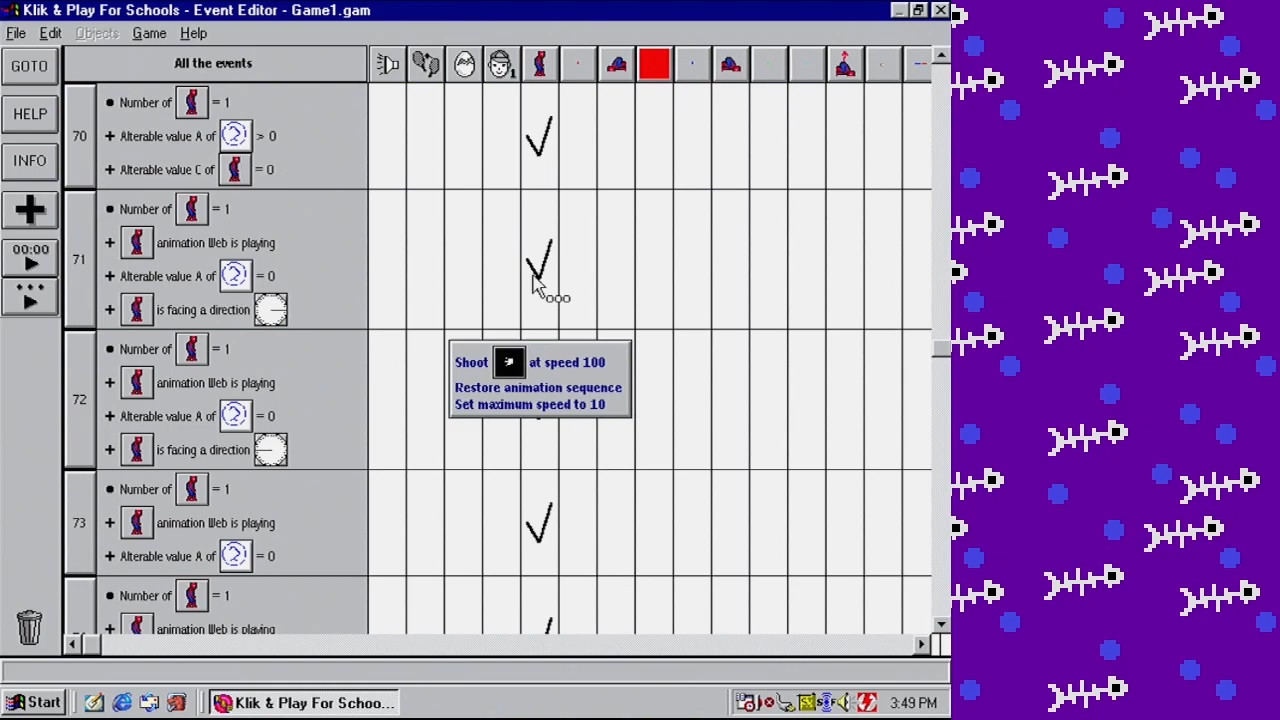 Klik & Play For Schools - Event Editor - Game1.gam
File Edit Objects Game Help
GOTO
All the events
1
HELP
INFO
00:00
70
Number of = 1
+ Alterable value A of > 0
+ Alterable value C of = 0
71
Number of = 1
+ animation Web is playing
+ Alterable value A of = 0
+ is facing a direction
Shoot at speed 100
Restore animation sequence
Set maximum speed to 10
72
Number of = 1
+ animation Web is playing
+ Alterable value A of = 0
+ is facing a direction
73
Number of = 1
+ animation Web is playing
+ Alterable value A of = 0
Number of = 1
+ animation Web is playing
Start
Klik & Play For Schoo...
3:49 PM